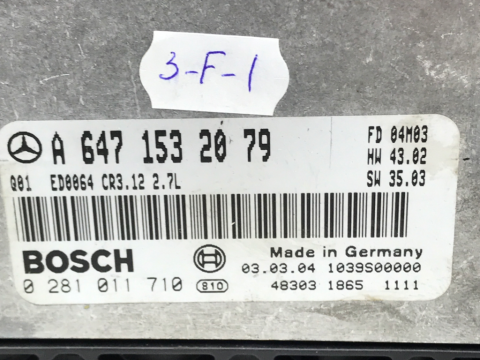 3-F-1
A 647 153 20 79
FD 04M03
HW 43.02
Q01 ED0064 CR3.12 2.7L
SW 35.03
BOSCH
Made in Germany
03.03.04 1039S00000
0 281 011 710 810
48303 1865 1111